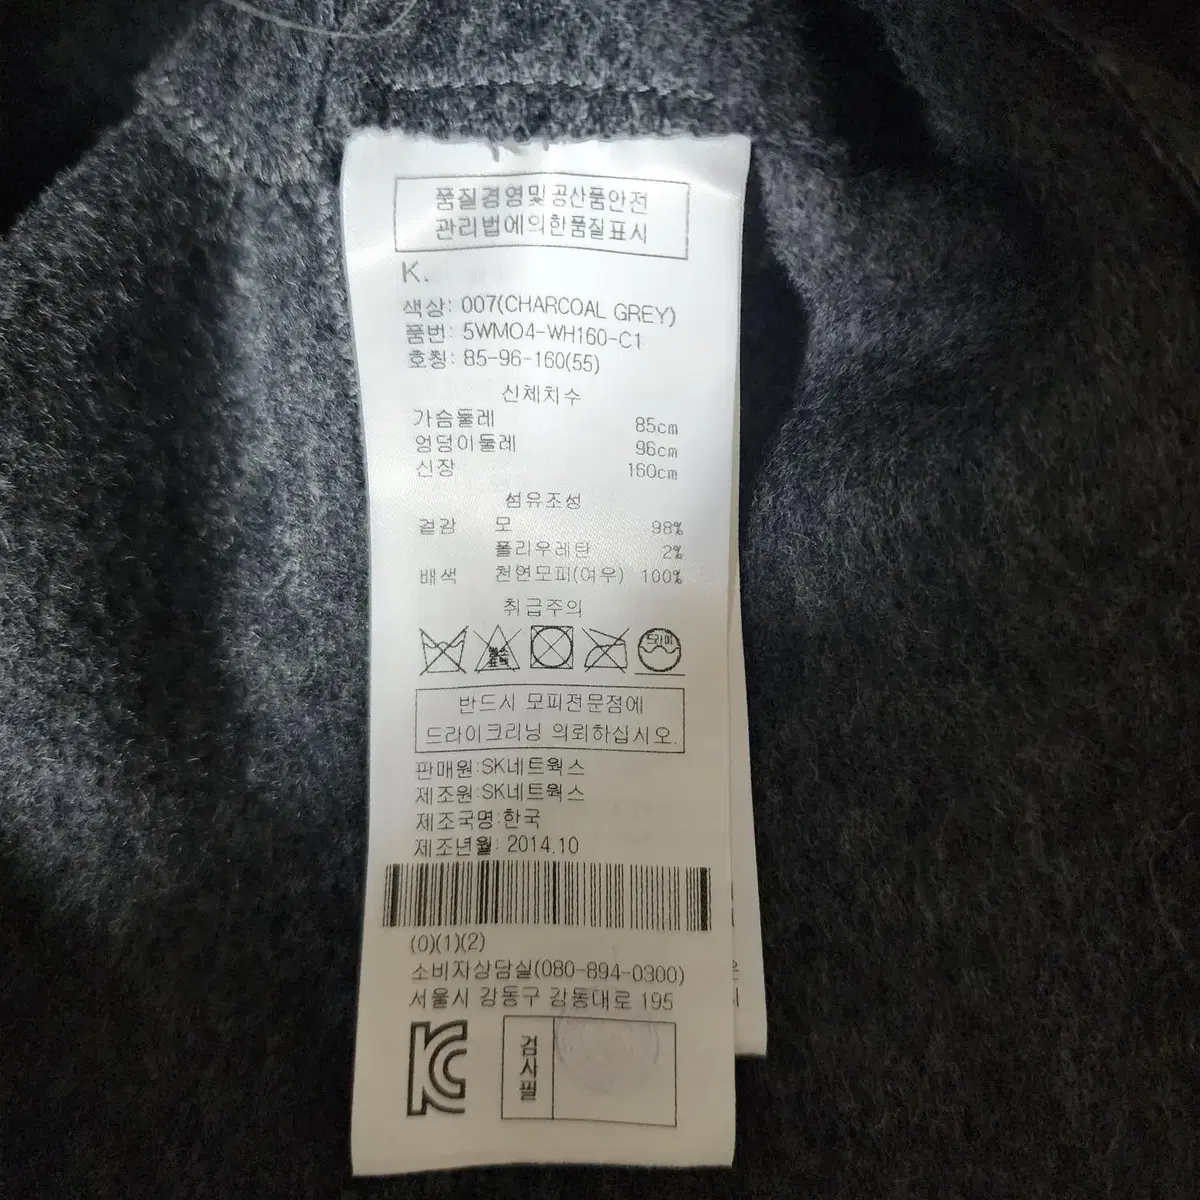 품질경영및 공산품안전
관리법에의한품질표시
K.
색상: 007(CHARCOAL GREY)
품번: 5WM04-WH160-C1
호칭: 85-96-160(55)
신체치수
가슴둘레 85cm
엉덩이둘레 96cm
신장 160cm
섬유조성
겉감 모 98%
폴리우레탄 2%
배색 천연모피(여우) 100%
취급주의
염소 표백 드라이
반드시 모피전문점에
드라이크리닝 의뢰하십시오.
판매원:SK네트웍스
제조원:SK네트웍스
제조국명:한국
제조년월: 2014.10
(0)(1)(2)
소비자상담실(080-894-0300)
서울시 강동구 강동대로 195
KC
검사필